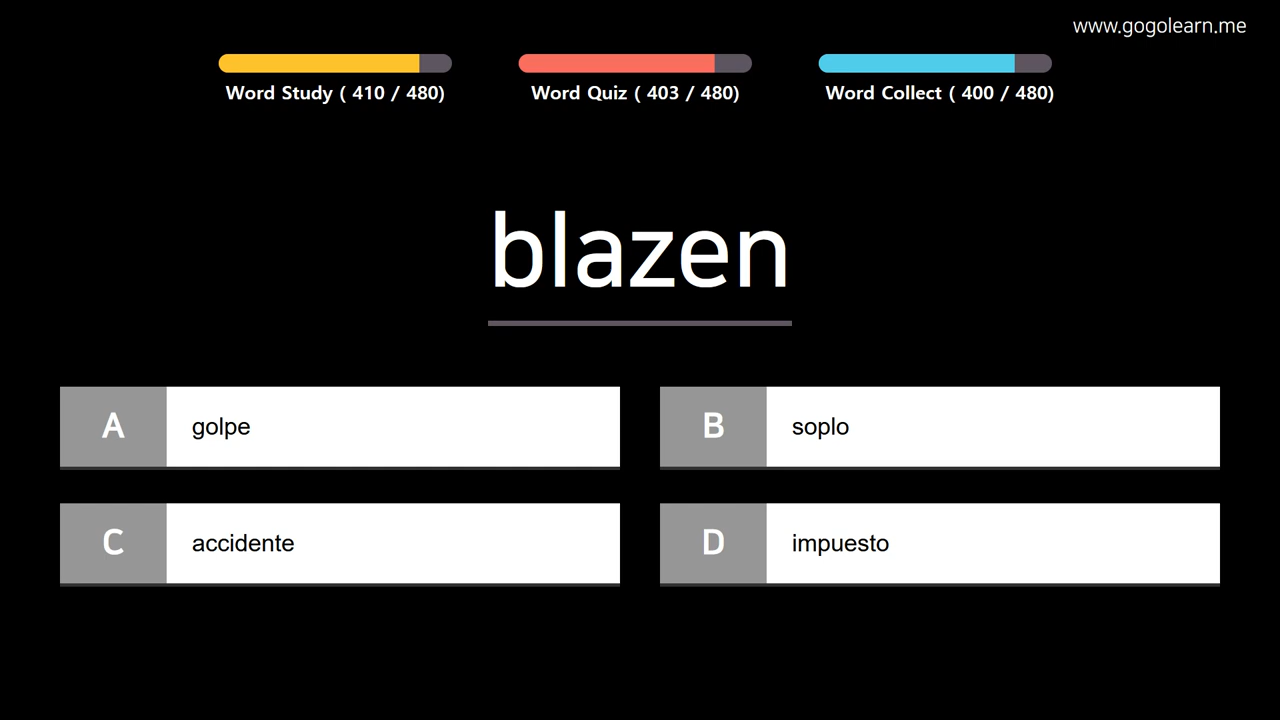 www.gogolearn.me
Word Study ( 410 / 480)
Word Quiz ( 403 / 480)
Word Collect ( 400 / 480)
blazen
A golpe
B soplo
C accidente
D impuesto